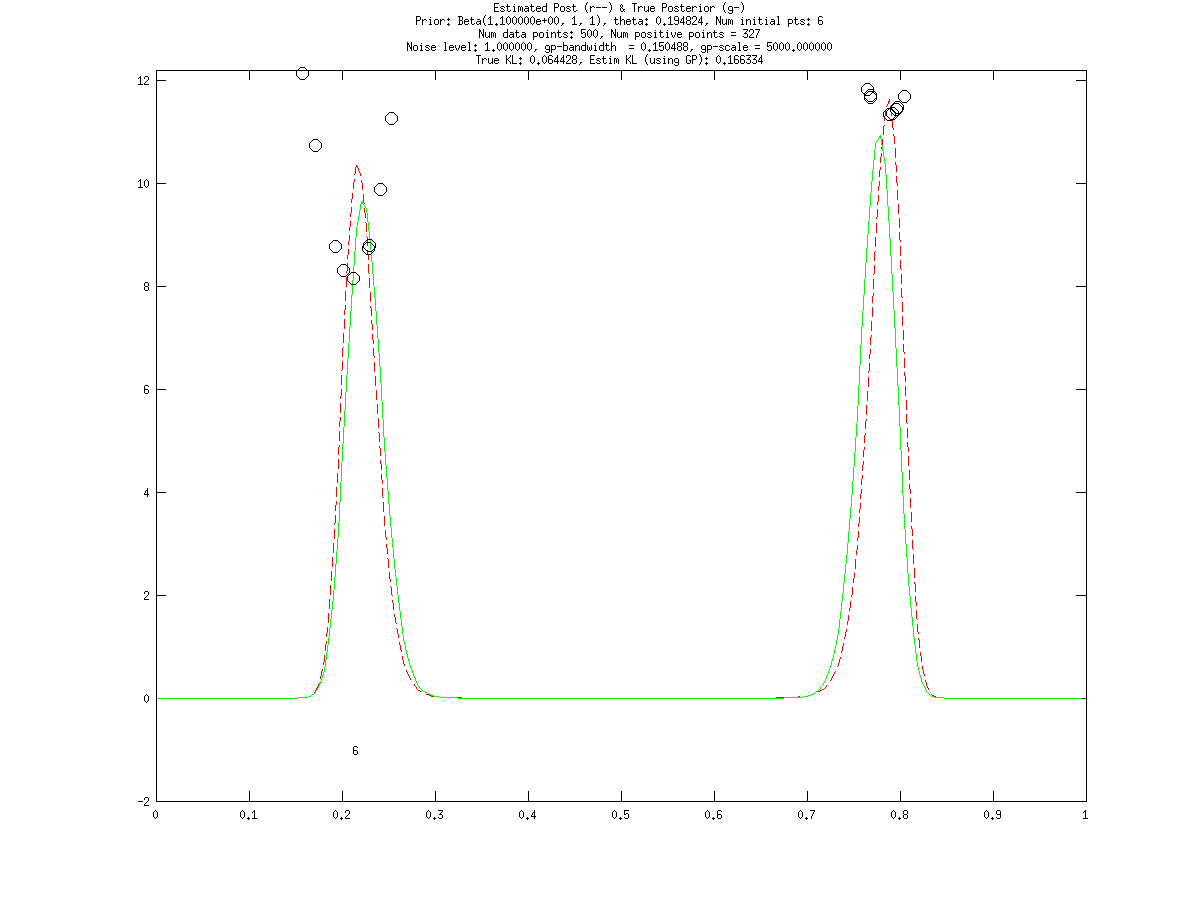 Estimated Post (r--) & True Posterior (g-)
Prior: Beta(1.100000e+00, 1, 1), theta: 0.194824, Num initial pts: 6
Num data points: 500, Num positive points = 327
Noise level: 1.000000, gp-bandwidth  = 0.150488, gp-scale = 5000.000000
True KL: 0.064428, Estim KL (using GP): 0.166334
12
10
8
6
4
2
0
6
-2
0 0.1 0.2 0.3 0.4 0.5 0.6 0.7 0.8 0.9 1